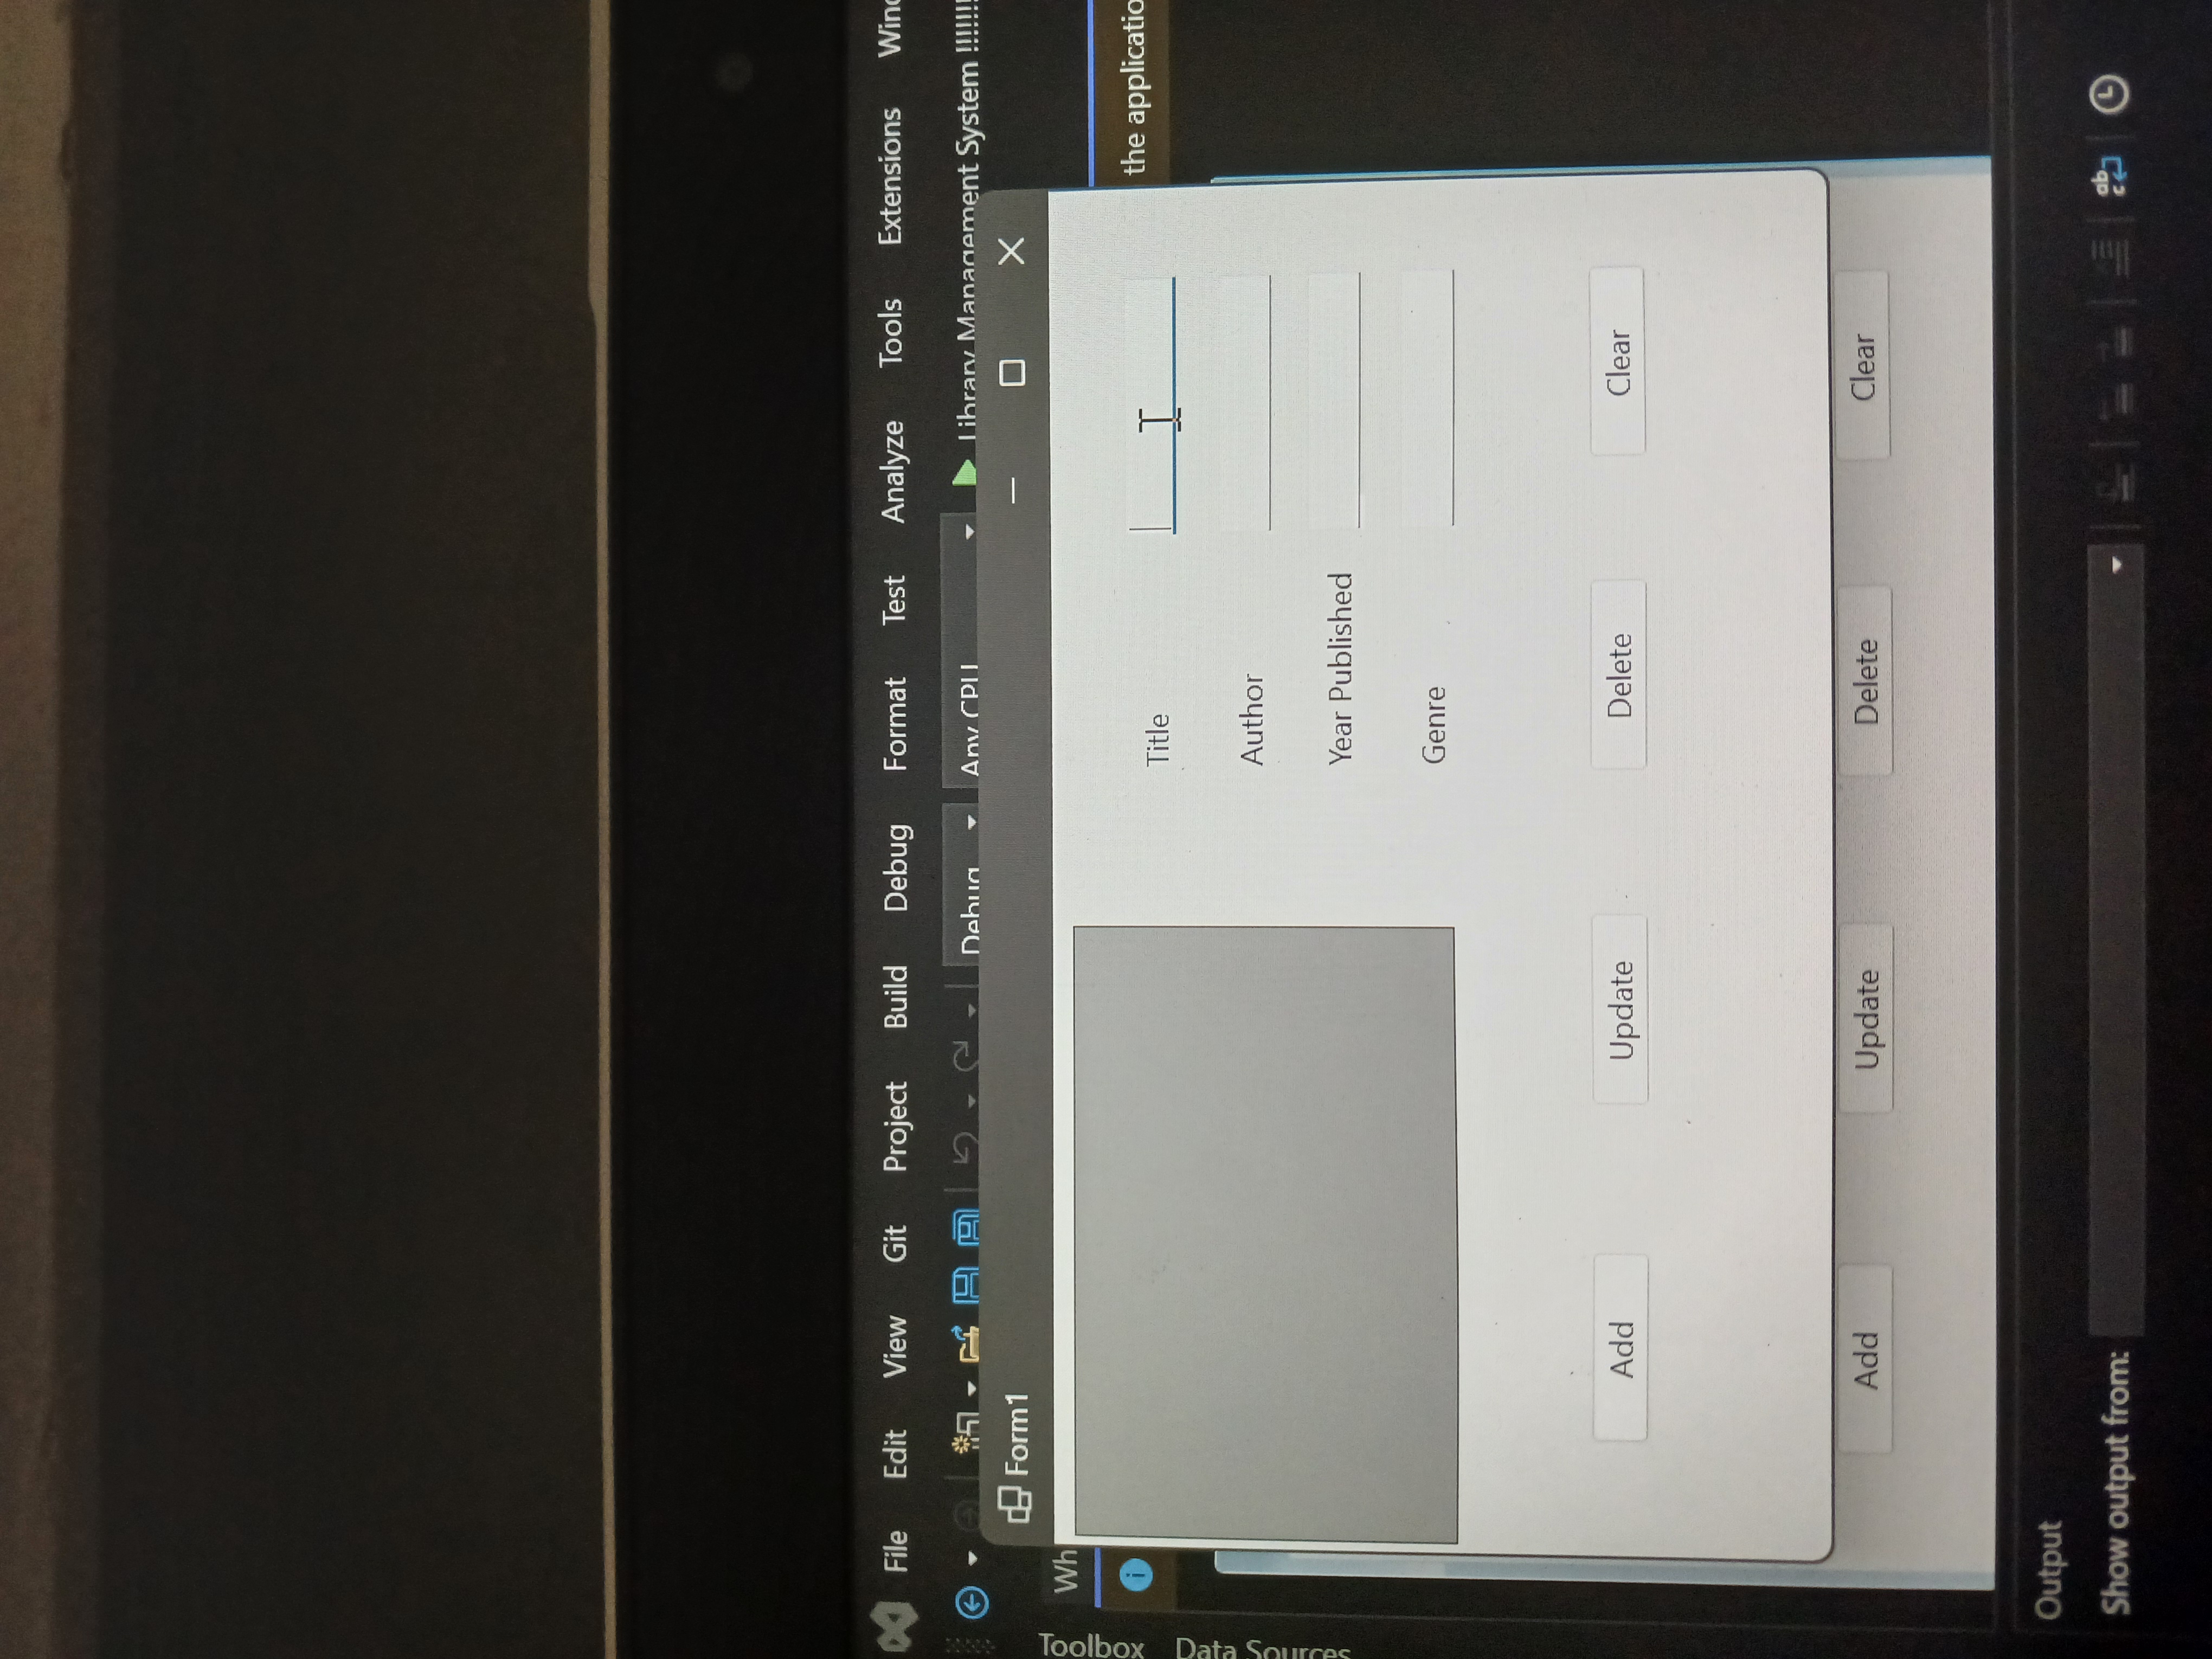 File Edit View Git Project Build Debug Format Test Analyze Tools Extensions
Debug Any CPU Library Management System !!!!!!!
Toolbox
Data Sources
Form1
Wh
the applicatio
Title
Author
Year Published
Genre
Add Update Delete Clear
Add Update Delete Clear
Output
Show output from: